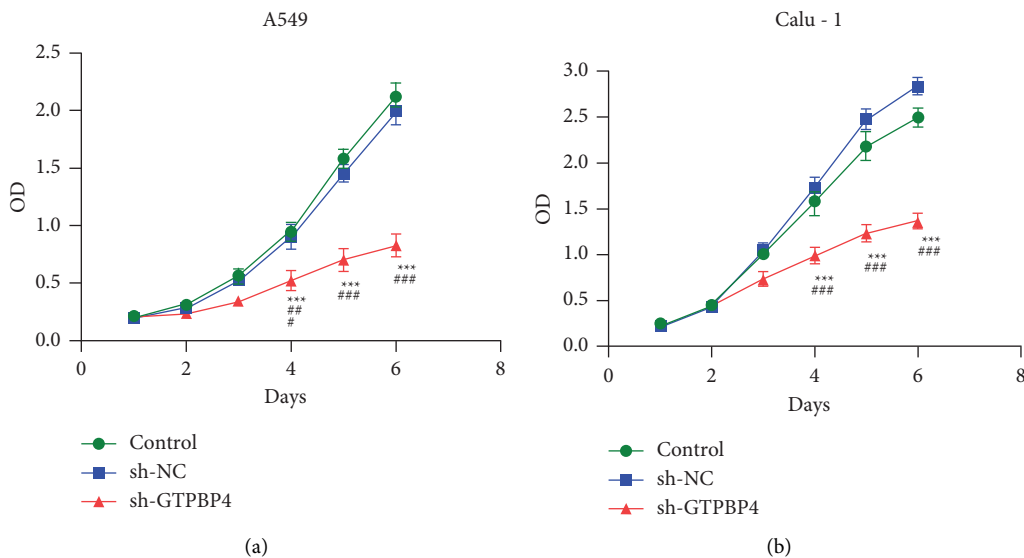 A549
2.5
2.0
1.5
1.0
0.5
0.0
OD
0 2 4 6 8
Days
***
##
#
***
###
***
###
Control
sh-NC
sh-GTPBP4
(a)
Calu - 1
3.0
2.5
2.0
1.5
1.0
0.5
0.0
OD
0 2 4 6 8
Days
***
###
***
###
***
###
Control
sh-NC
sh-GTPBP4
(b)